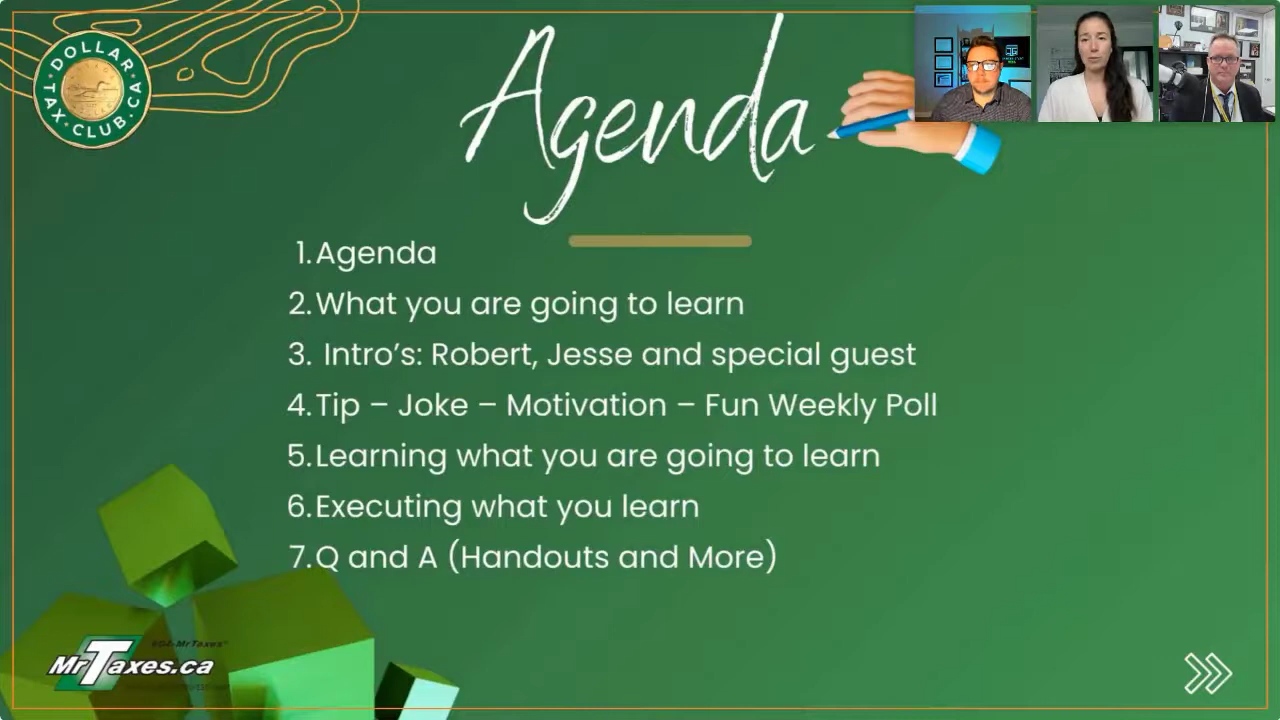 DOLLAR
TAX CLUB.CA
Agenda
1. Agenda
2. What you are going to learn
3. Intro’s: Robert, Jesse and special guest
4. Tip – Joke – Motivation – Fun Weekly Poll
5. Learning what you are going to learn
6. Executing what you learn
7. Q and A (Handouts and More)
MrTaxes.ca